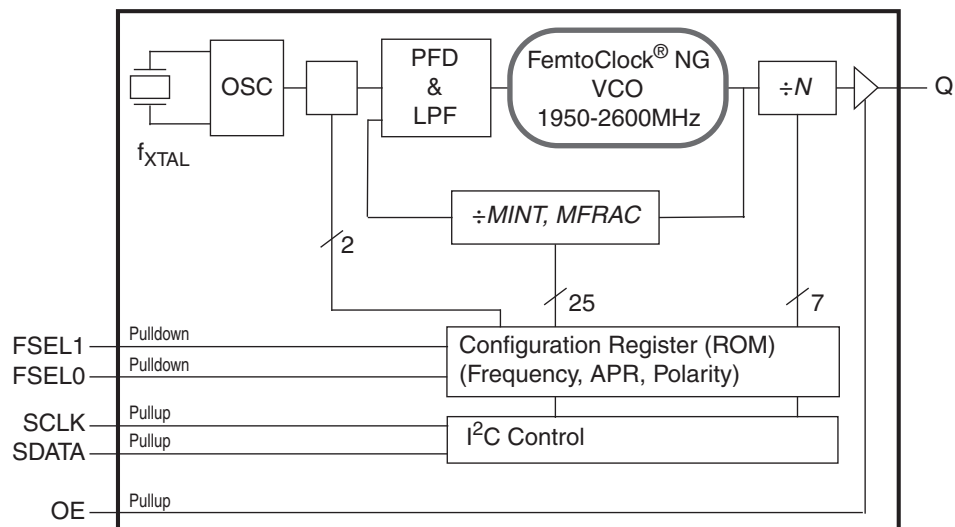 OSC
PFD
&
LPF
FemtoClock® NG
VCO
1950-2600MHz
÷N
Q
fXTAL
÷MINT, MFRAC
2
25
7
FSEL1
Pulldown
FSEL0
Pulldown
Configuration Register (ROM)
(Frequency, APR, Polarity)
SCLK
Pullup
SDATA
Pullup
I²C Control
OE
Pullup